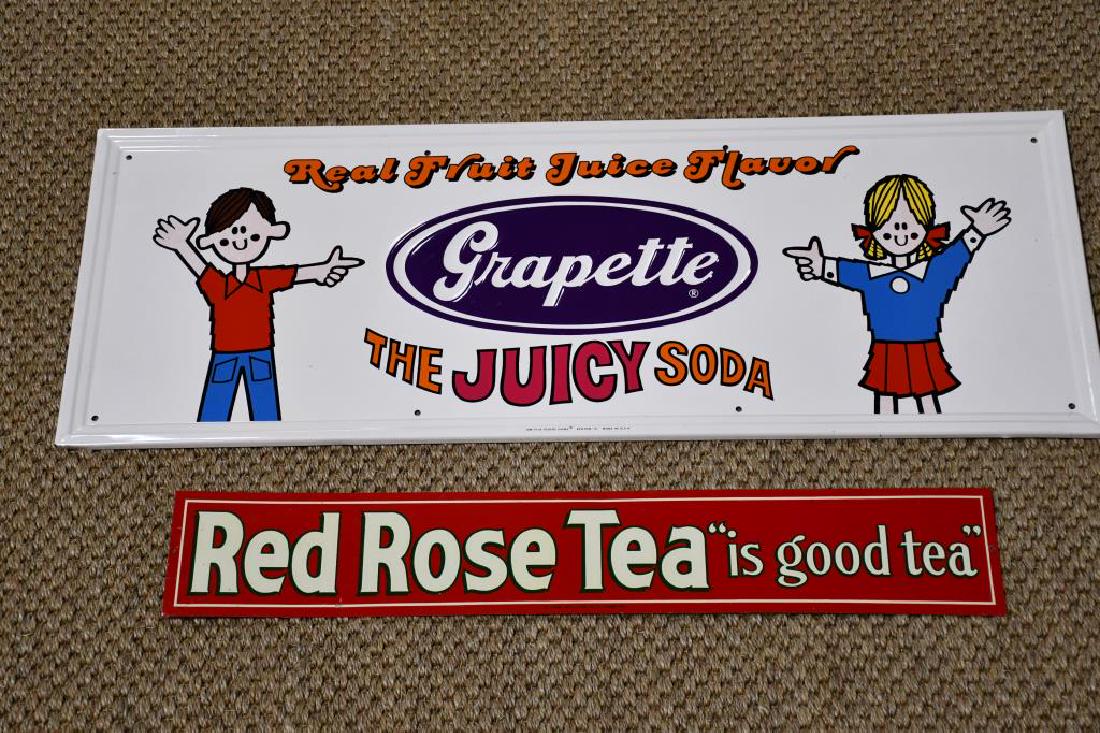 Real Fruit Juice Flavor
Grapette ®
THE JUICY SODA
Red Rose Tea "is good tea"